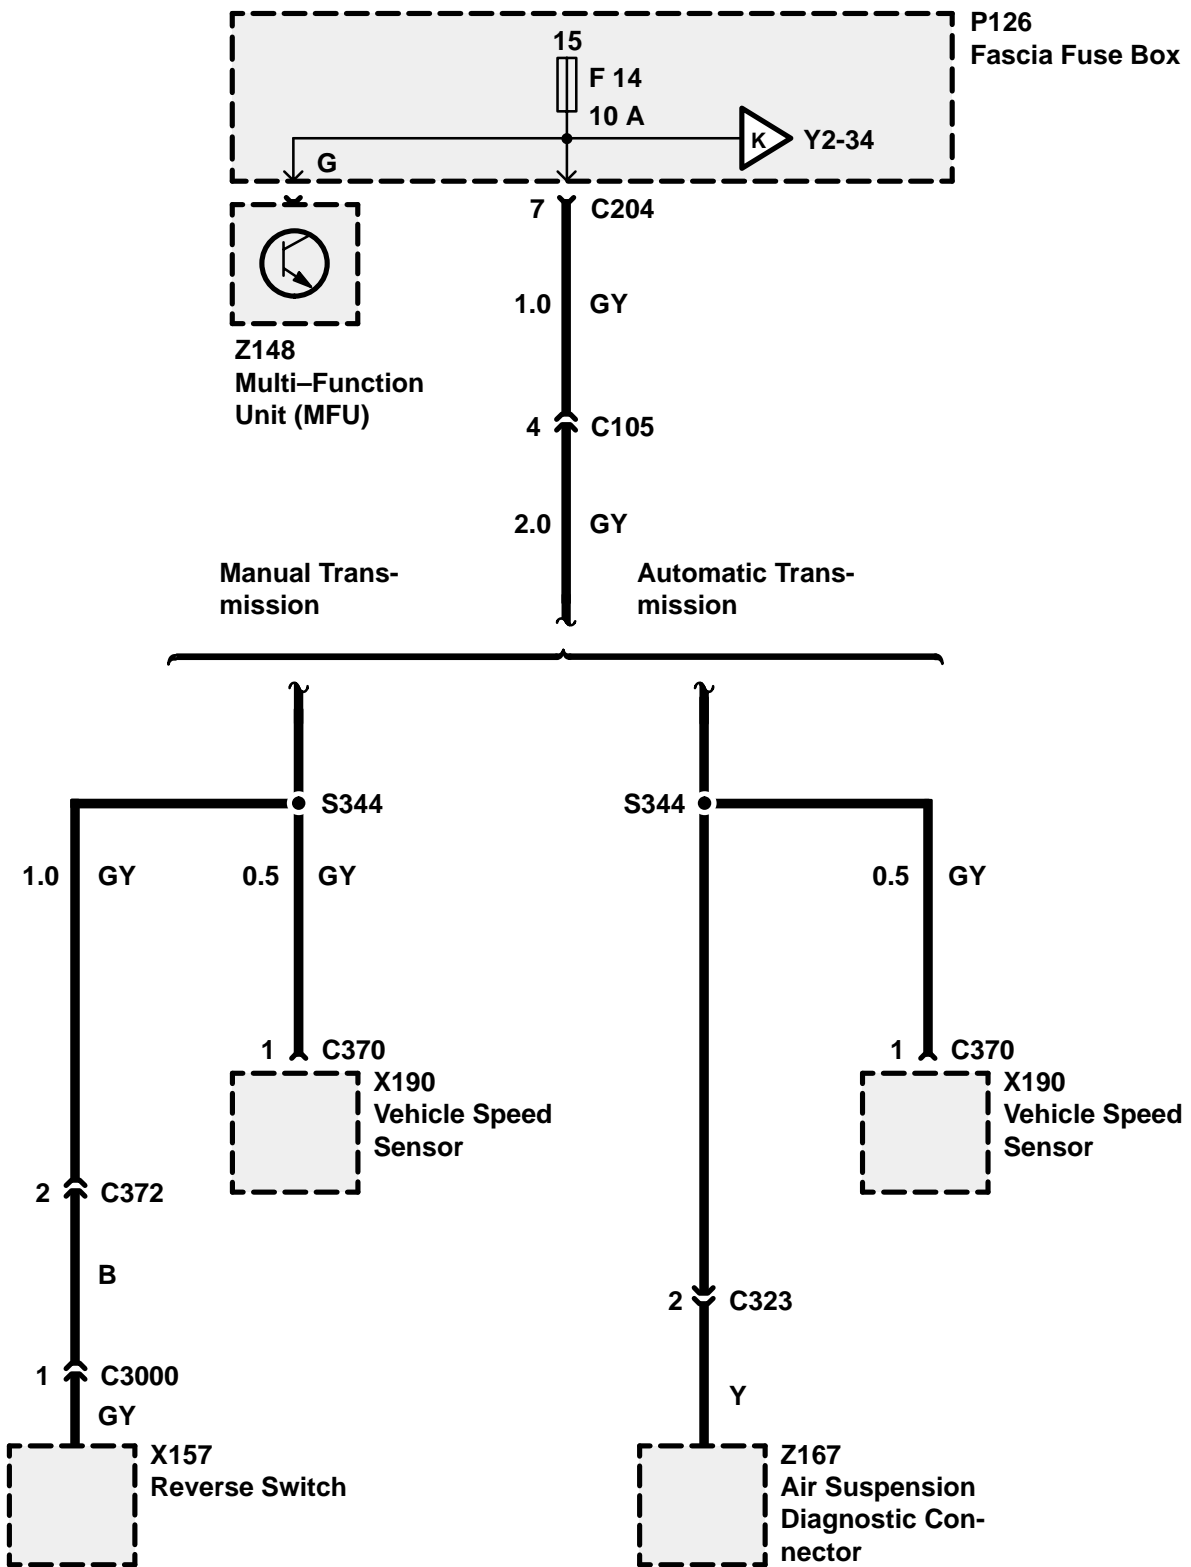 P126
Fascia Fuse Box
15
F 14
10 A
K
Y2-34
G
7
C204
1.0
GY
Z148
Multi–Function
Unit (MFU)
4
C105
2.0
GY
Manual Trans-
mission
Automatic Trans-
mission
S344
S344
1.0
GY
0.5
GY
0.5
GY
1
C370
X190
Vehicle Speed
Sensor
1
C370
X190
Vehicle Speed
Sensor
2
C372
B
2
C323
1
C3000
GY
Y
X157
Reverse Switch
Z167
Air Suspension
Diagnostic Con-
nector